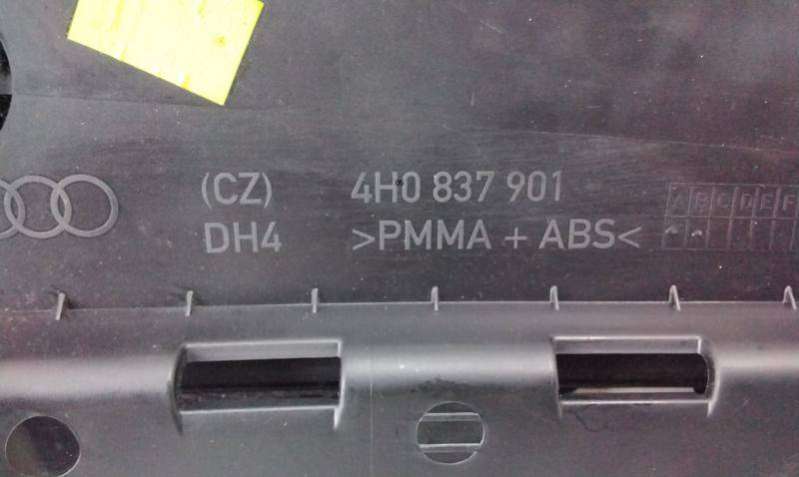 (CZ) 4H0 837 901
DH4 >PMMA + ABS<
A B C D E F